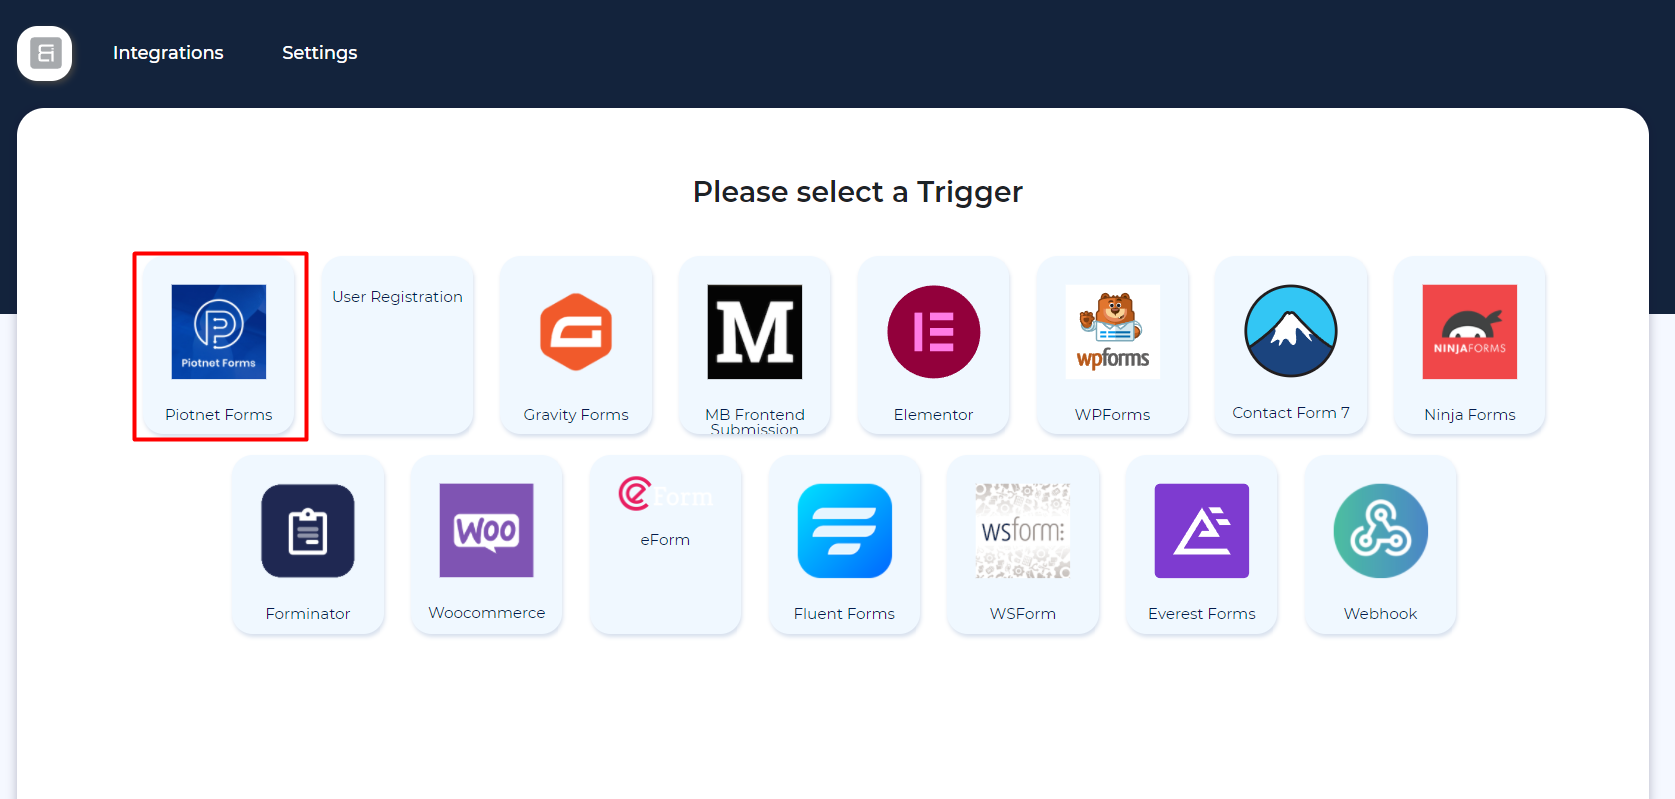 Integrations
Settings
Please select a Trigger
Piotnet Forms
Piotnet Forms
User Registration
Gravity Forms
M
MB Frontend
Submission
Elementor
wpforms
WPForms
Contact Form 7
NINJAFORMS
Ninja Forms
Forminator
WOO
Woocommerce
eForm
eForm
Fluent Forms
WSform
WSForm
Everest Forms
Webhook